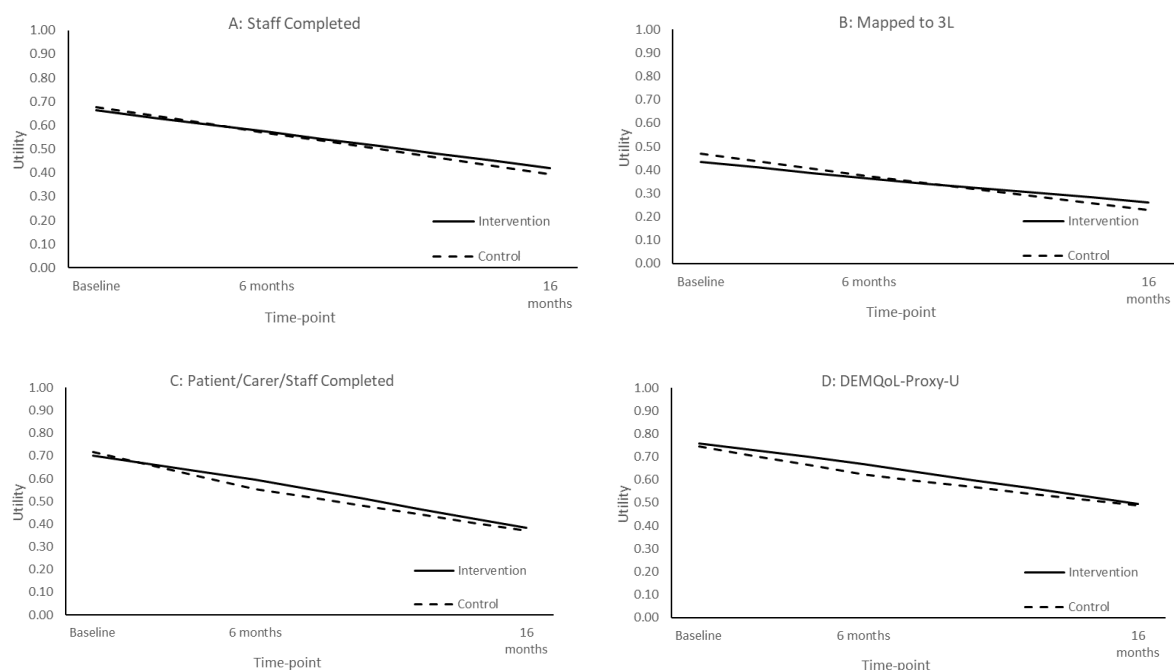 A: Staff Completed
1.00
0.90
0.80
0.70
0.60
0.50
0.40
0.30
0.20
0.10
0.00
Utility
Intervention
Control
Baseline
6 months
16
months
Time-point
B: Mapped to 3L
1.00
0.90
0.80
0.70
0.60
0.50
0.40
0.30
0.20
0.10
0.00
Utility
Intervention
Control
Baseline
6 months
16
months
Time-point
C: Patient/Carer/Staff Completed
1.00
0.90
0.80
0.70
0.60
0.50
0.40
0.30
0.20
0.10
0.00
Utility
Intervention
Control
Baseline
6 months
16
months
Time-point
D: DEMQoL-Proxy-U
1.00
0.90
0.80
0.70
0.60
0.50
0.40
0.30
0.20
0.10
0.00
Utility
Intervention
Control
Baseline
6 months
16
months
Time-point